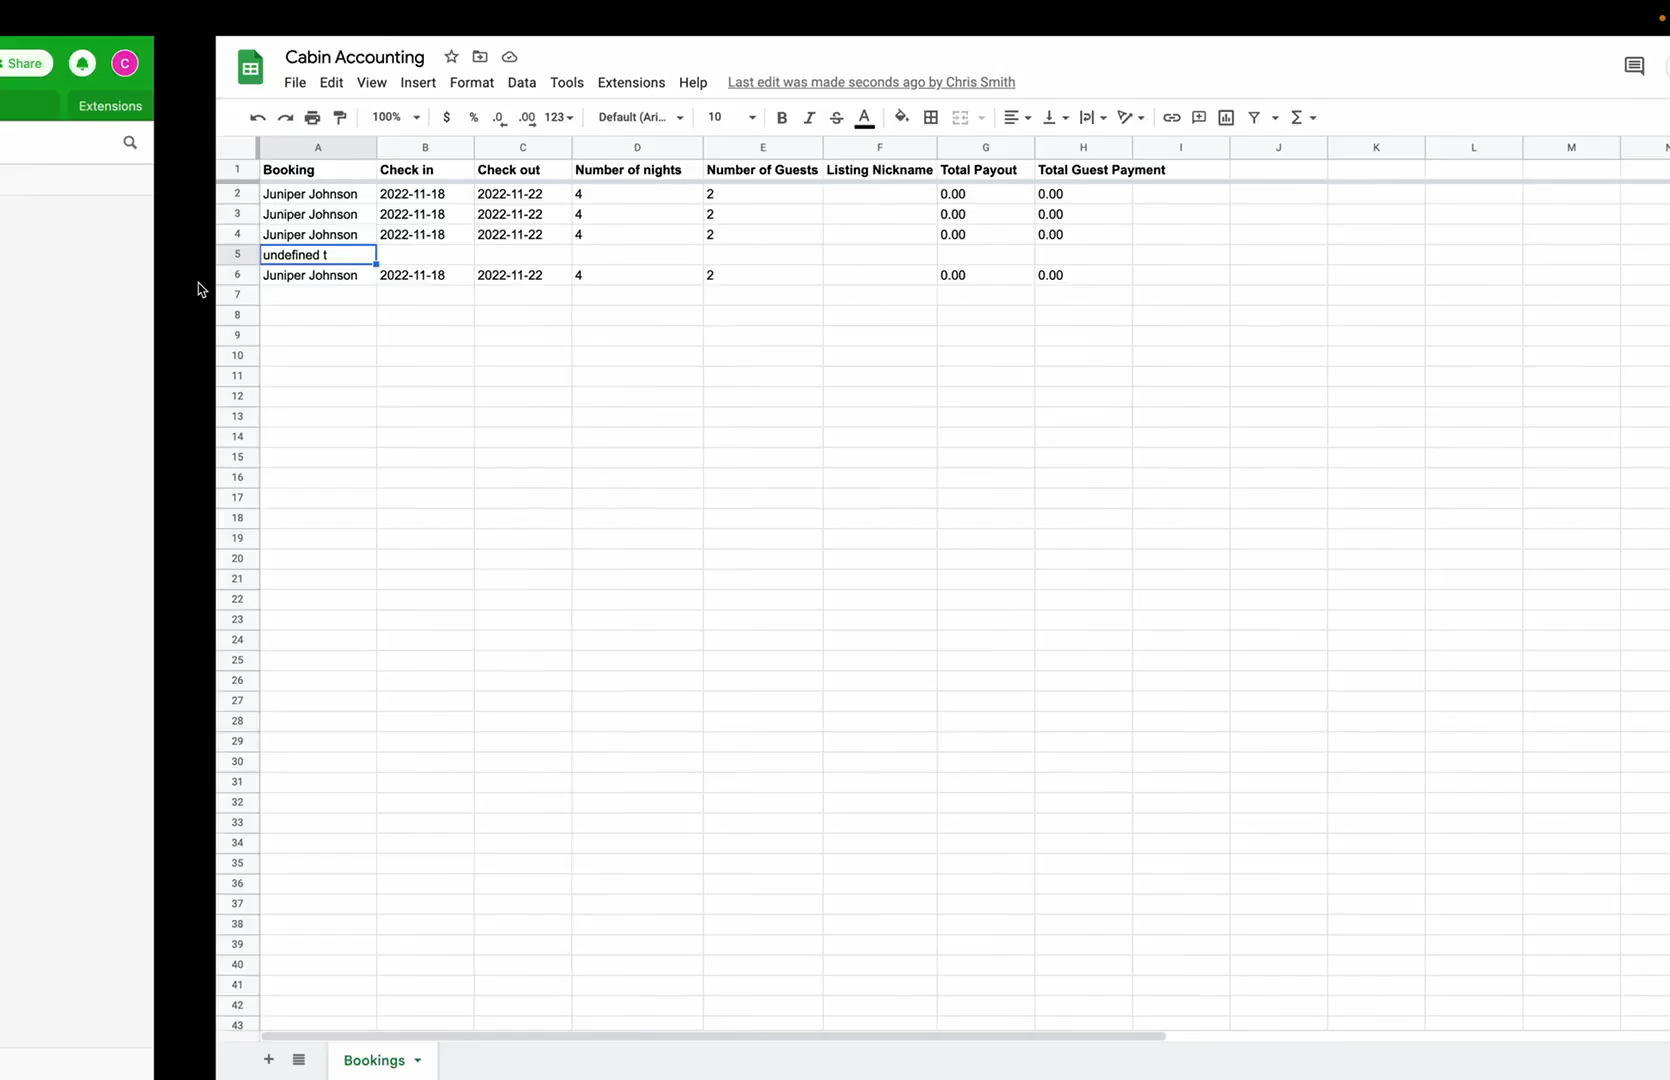 Share
C
Extensions
Cabin Accounting
File Edit View Insert Format Data Tools Extensions Help Last edit was made seconds ago by Chris Smith
100% $ % .0 .00 123 Default (Ari... 10 B I S A
A B C D E F G H I J K L M
1 Booking Check in Check out Number of nights Number of Guests Listing Nickname Total Payout Total Guest Payment
2 Juniper Johnson 2022-11-18 2022-11-22 4 2 0.00 0.00
3 Juniper Johnson 2022-11-18 2022-11-22 4 2 0.00 0.00
4 Juniper Johnson 2022-11-18 2022-11-22 4 2 0.00 0.00
5 undefined t
6 Juniper Johnson 2022-11-18 2022-11-22 4 2 0.00 0.00
7
8
9
10
11
12
13
14
15
16
17
18
19
20
21
22
23
24
25
26
27
28
29
30
31
32
33
34
35
36
37
38
39
40
41
42
43
Bookings